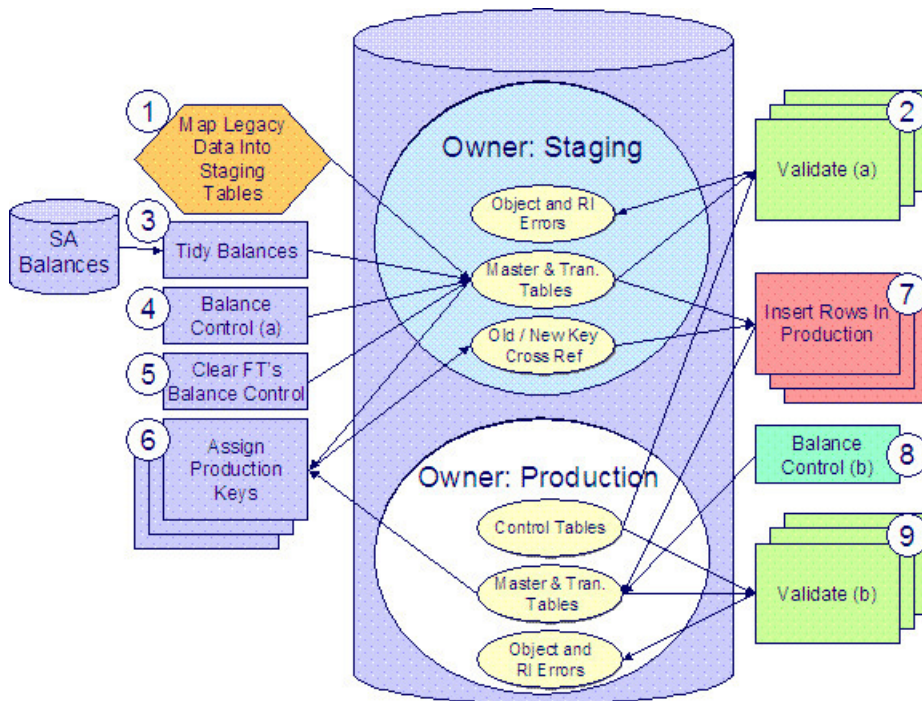 1
Map Legacy
Data Into
Staging
Tables
SA
Balances
3
Tidy Balances
4
Balance
Control (a)
5
Clear FT's
Balance Control
6
Assign
Production
Keys
Owner: Staging
Object and RI
Errors
Master & Tran.
Tables
Old / New Key
Cross Ref
Owner: Production
Control Tables
Master & Tran.
Tables
Object and
RI Errors
2
Validate (a)
7
Insert Rows In
Production
8
Balance
Control (b)
9
Validate (b)